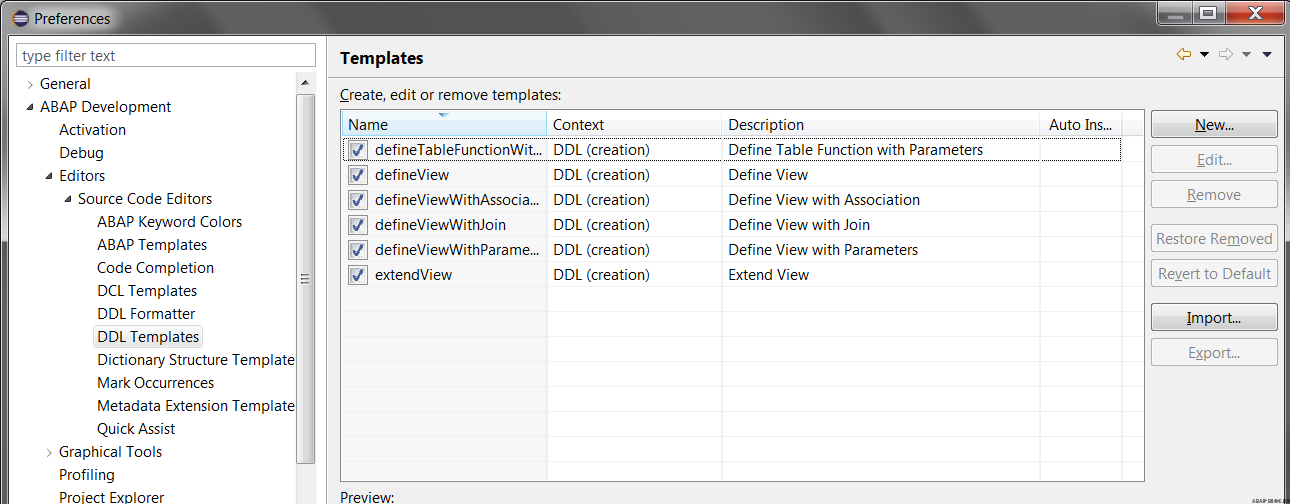 Preferences
type filter text
General
ABAP Development
Activation
Debug
Editors
Source Code Editors
ABAP Keyword Colors
ABAP Templates
Code Completion
DCL Templates
DDL Formatter
DDL Templates
Dictionary Structure Template
Mark Occurrences
Metadata Extension Template
Quick Assist
Graphical Tools
Profiling
Project Explorer
Templates
Create, edit or remove templates:
Name Context Description Auto Ins...
defineTableFunctionWit... DDL (creation) Define Table Function with Parameters
defineView DDL (creation) Define View
defineViewWithAssocia... DDL (creation) Define View with Association
defineViewWithJoin DDL (creation) Define View with Join
defineViewWithParame... DDL (creation) Define View with Parameters
extendView DDL (creation) Extend View
New...
Edit...
Remove
Restore Removed
Revert to Default
Import...
Export...
Preview: